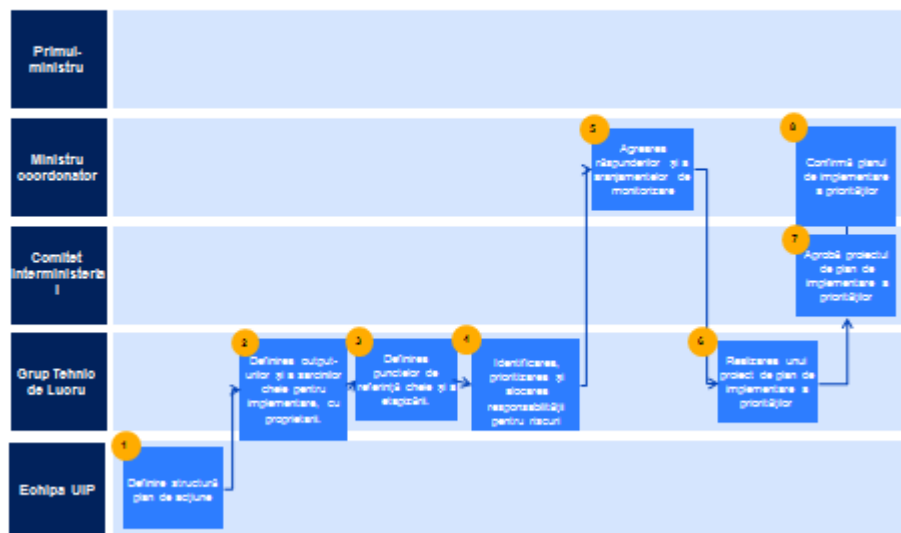 Primul-
ministru
Ministru
coordonator
Comitet
interministeria
l
Grup Tehnic
de Lucru
Echipa UIP
1
Definire structură
plan de acțiune
2
Definirea output-
urilor și a sarcinilor
cheie pentru
implementare, cu
proprietari.
3
Definirea
punctelor de
referință cheie și a
etapizării.
4
Identificarea,
prioritizarea și
alocarea
responsabilității
pentru riscuri
5
Agrearea
răspunderilor și a
aranjamentelor de
monitorizare
6
Realizarea unui
proiect de plan de
implementare a
priorităților
7
Aprobă proiectul
de plan de
implementare a
priorităților
8
Confirmă planul
de implementare
a priorităților